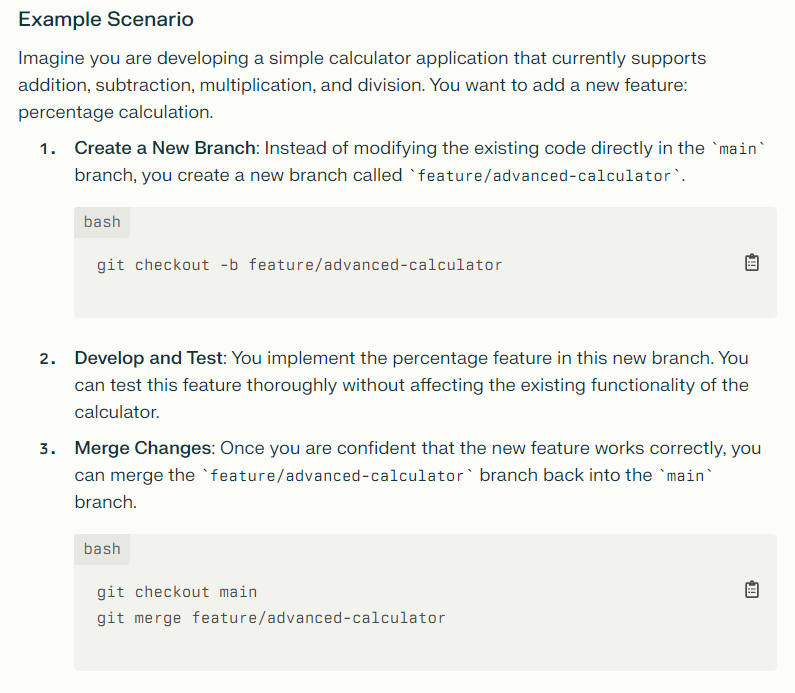 Example Scenario
Imagine you are developing a simple calculator application that currently supports
addition, subtraction, multiplication, and division. You want to add a new feature:
percentage calculation.
1. Create a New Branch: Instead of modifying the existing code directly in the `main`
branch, you create a new branch called `feature/advanced-calculator`.
bash
git checkout -b feature/advanced-calculator
2. Develop and Test: You implement the percentage feature in this new branch. You
can test this feature thoroughly without affecting the existing functionality of the
calculator.
3. Merge Changes: Once you are confident that the new feature works correctly, you
can merge the `feature/advanced-calculator` branch back into the `main`
branch.
bash
git checkout main
git merge feature/advanced-calculator